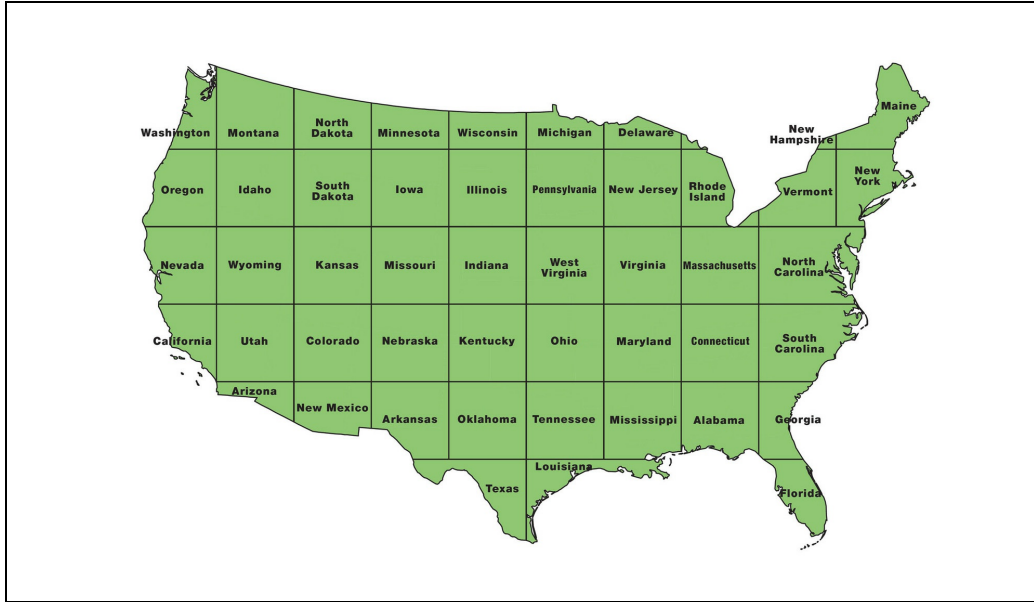 Maine
New
Hampshire
Washington
Montana
North
Dakota
Minnesota
Wisconsin
Michigan
Delaware
Oregon
Idaho
South
Dakota
Iowa
Illinois
Pennsylvania
New Jersey
Rhode
Island
Vermont
New
York
Nevada
Wyoming
Kansas
Missouri
Indiana
West
Virginia
Virginia
Massachusetts
North
Carolina
California
Utah
Colorado
Nebraska
Kentucky
Ohio
Maryland
Connecticut
South
Carolina
Arizona
New Mexico
Arkansas
Oklahoma
Tennessee
Mississippi
Alabama
Georgia
Louisiana
Texas
Florida